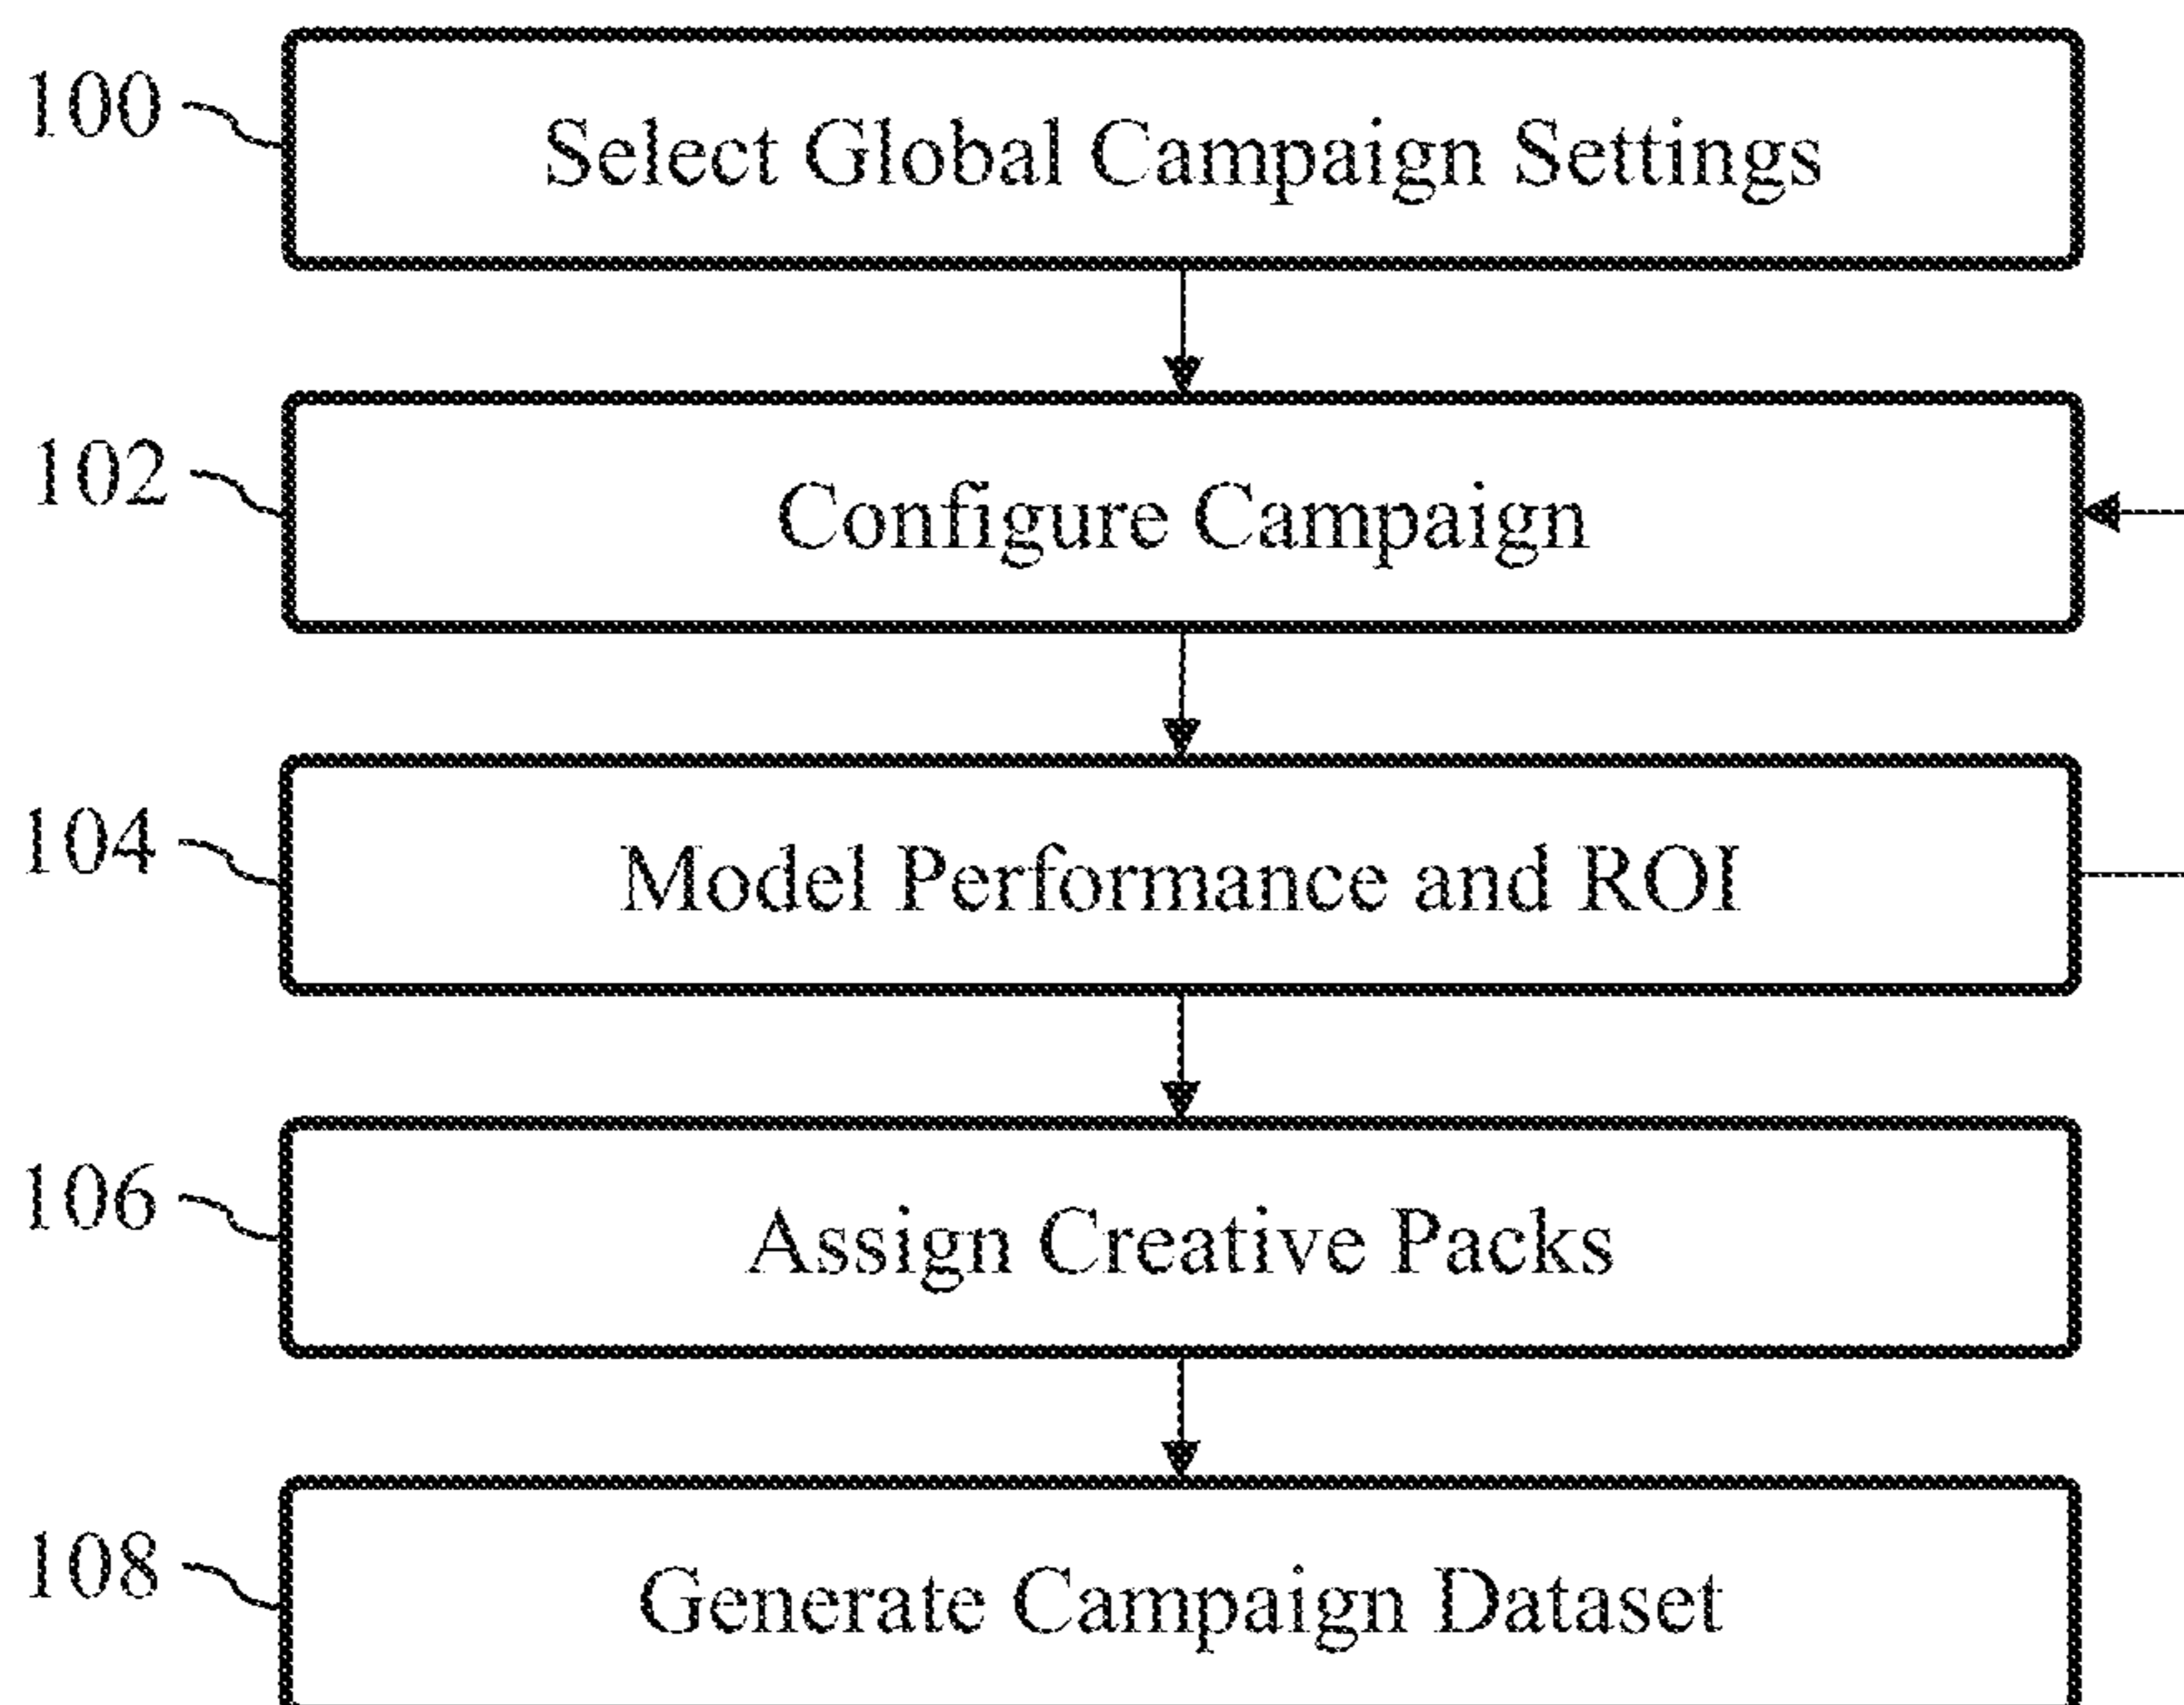 100
Select Global Campaign Settings
102
Configure Campaign
104
Model Performance and ROI
106
Assign Creative Packs
108
Generate Campaign Dataset